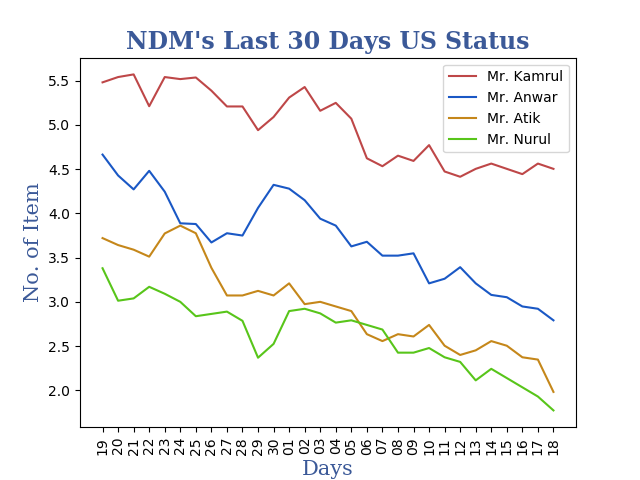 NDM's Last 30 Days US Status
Mr. Kamrul
Mr. Anwar
Mr. Atik
Mr. Nurul
No. of Item
5.5
5.0
4.5
4.0
3.5
3.0
2.5
2.0
19 20 21 22 23 24 25 26 27 28 29 30 01 02 03 04 05 06 07 08 09 10 11 12 13 14 15 16 17 18
Days